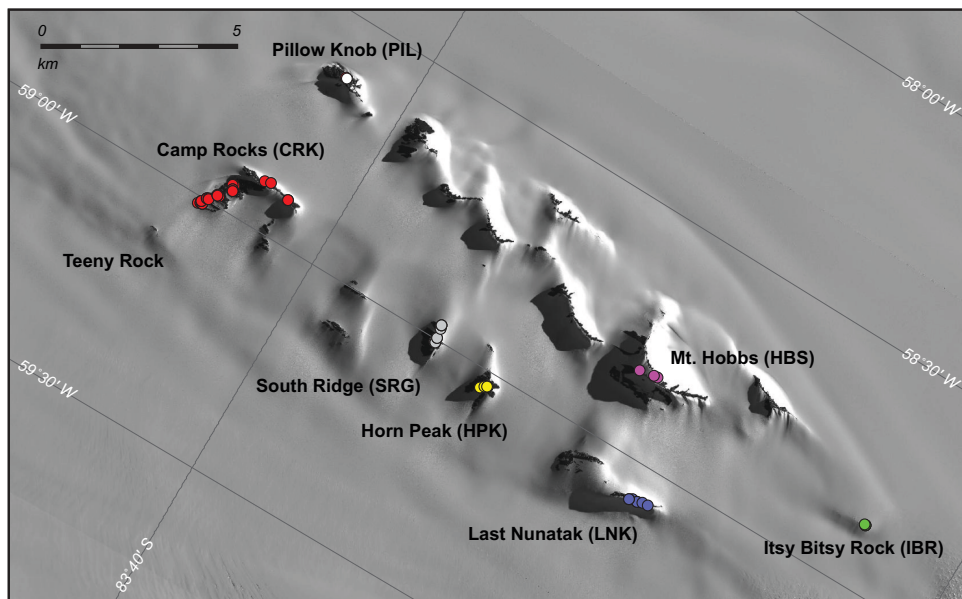 0 5
km
Pillow Knob (PIL)
58°00' W
59°00' W
Camp Rocks (CRK)
Teeny Rock
58°30' W
Mt. Hobbs (HBS)
59°30' W
South Ridge (SRG)
Horn Peak (HPK)
Last Nunatak (LNK)
Itsy Bitsy Rock (IBR)
83°40' S